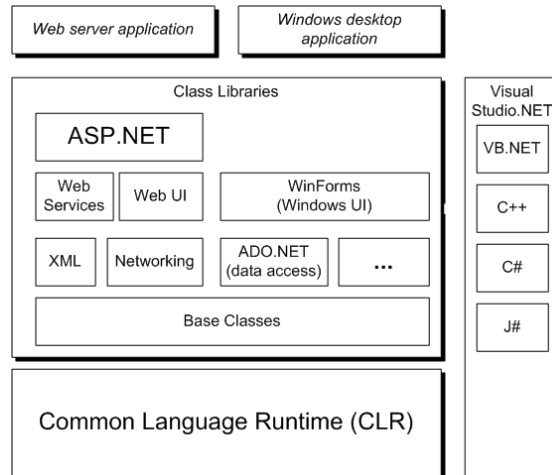 Web server application
Windows desktop
application
Class Libraries
ASP.NET
Web
Services
Web UI
WinForms
(Windows UI)
XML
Networking
ADO.NET
(data access)
...
Base Classes
Common Language Runtime (CLR)
Visual
Studio.NET
VB.NET
C++
C#
J#